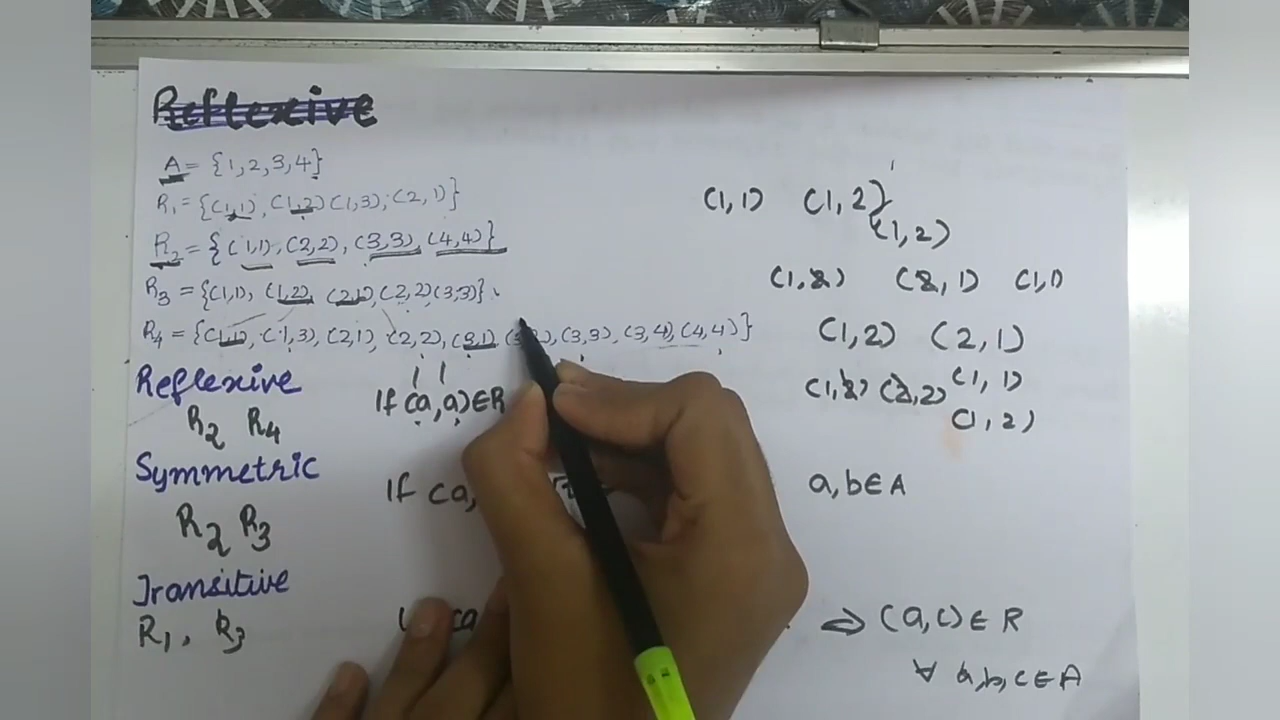 Reflexive
A = {1,2,3,4}
R1 = {(1,1), (1,2) (1,3), (2,1)}
R2 = {(1,1), (2,2), (3,3), (4,4)}
R3 = {(1,1), (1,2), (2,1), (2,2) (3,3)}
R4 = {(1,1), (1,3), (2,1), (2,2), (3,1) (3,2), (3,3), (3,4) (4,4)}
Reflexive If (a,a) ∈ R
R2 R4
Symmetric If (a,
R2 R3
Transitive
R1, R3
(1,1) (1,2)
(1,2)
(1,2) (2,1) (1,1)
(1,2) (2,1)
(1,2) (2,2) (1,1)
(1,2)
a,b ∈ A
⇒ (a,c) ∈ R
∀ a,b,c ∈ A